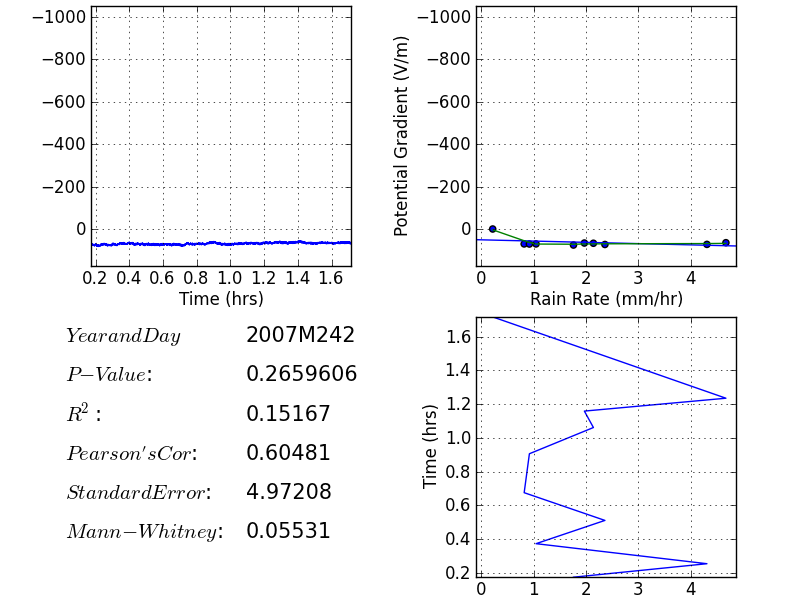 −1000
−800
−600
−400
−200
0
0.2 0.4 0.6 0.8 1.0 1.2 1.4 1.6
Time (hrs)
Potential Gradient (V/m)
−1000
−800
−600
−400
−200
0
0 1 2 3 4
Rain Rate (mm/hr)
YearandDay 2007M242
P−Value: 0.2659606
R²: 0.15167
Pearson'sCor: 0.60481
StandardError: 4.97208
Mann−Whitney: 0.05531
Time (hrs)
1.6
1.4
1.2
1.0
0.8
0.6
0.4
0.2
0 1 2 3 4